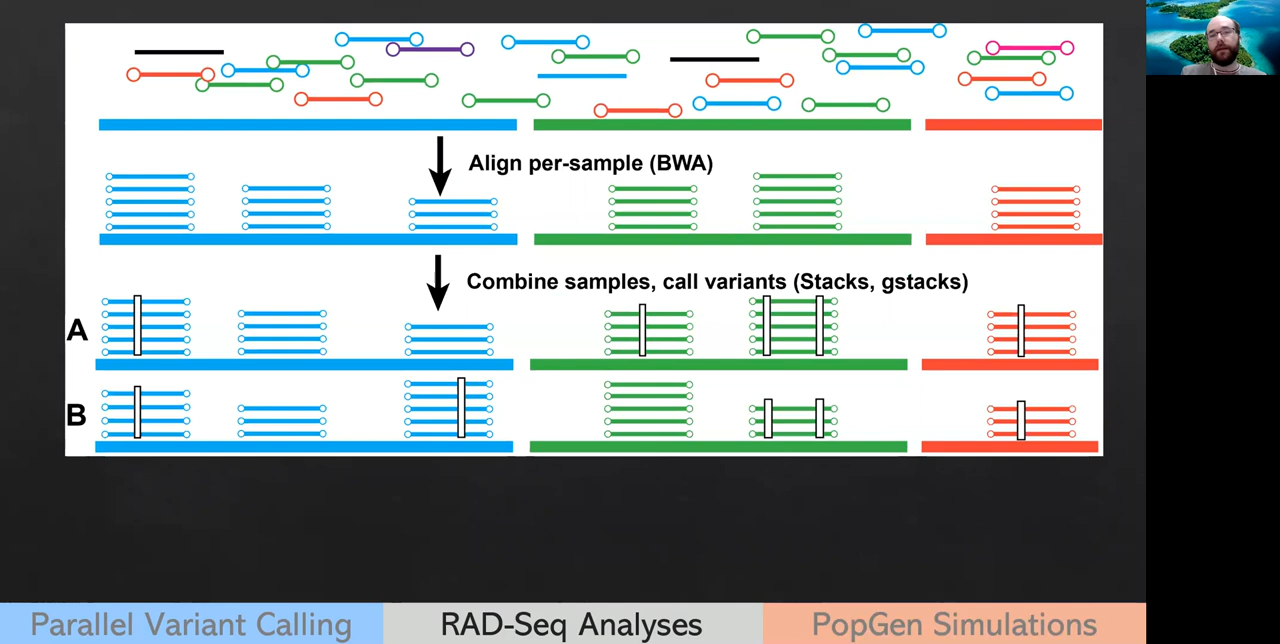 Align per-sample (BWA)
Combine samples, call variants (Stacks, gstacks)
A
B
Parallel Variant Calling
RAD-Seq Analyses
PopGen Simulations